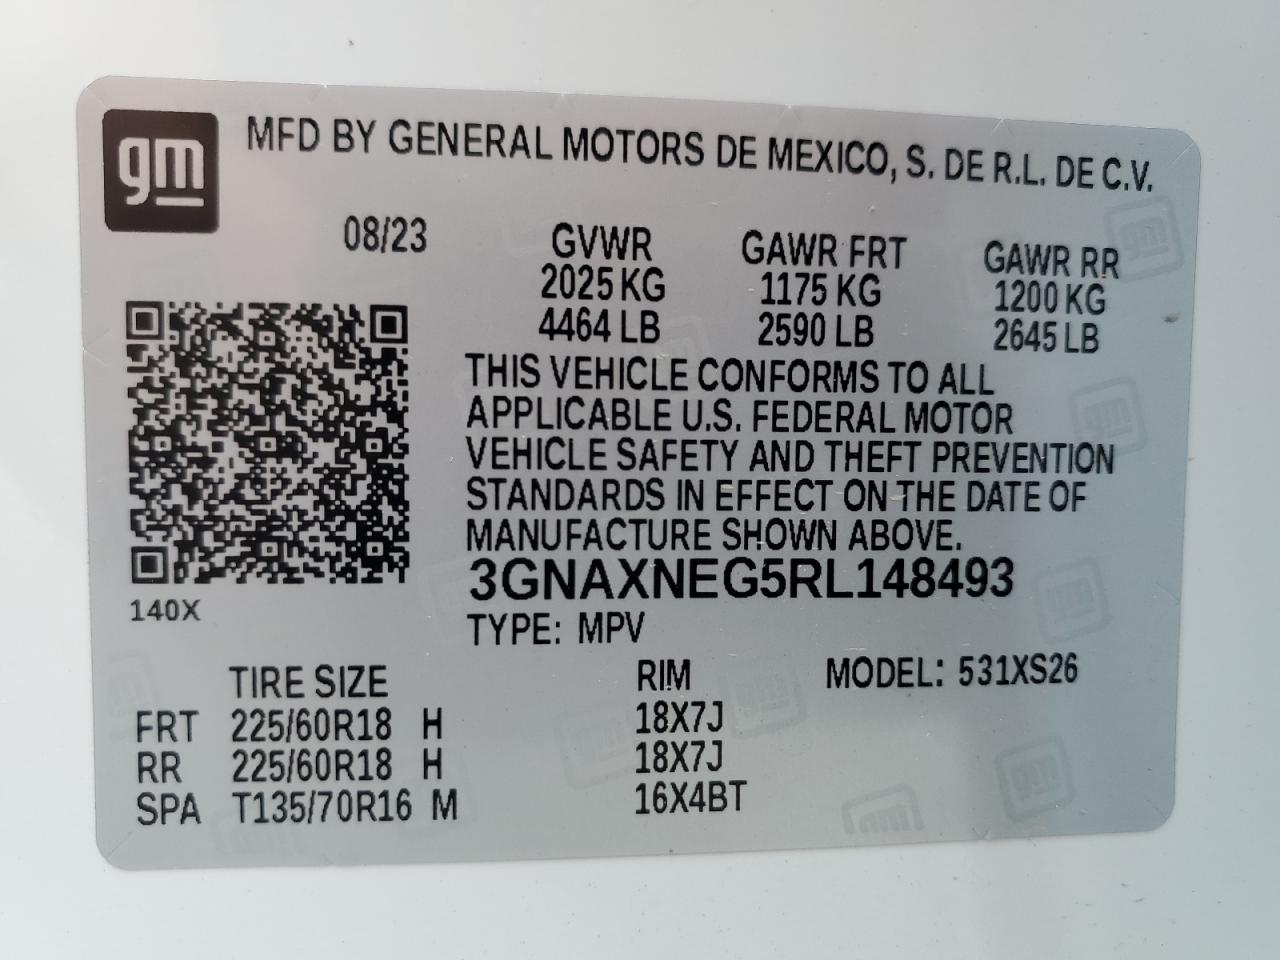 gm
MFD BY GENERAL MOTORS DE MEXICO, S. DE R.L. DE C.V.
08/23
GVWR
2025 KG
4464 LB
GAWR FRT
1175 KG
2590 LB
GAWR RR
1200 KG
2645 LB
THIS VEHICLE CONFORMS TO ALL
APPLICABLE U.S. FEDERAL MOTOR
VEHICLE SAFETY AND THEFT PREVENTION
STANDARDS IN EFFECT ON THE DATE OF
MANUFACTURE SHOWN ABOVE.
3GNAXNEG5RL148493
140X
TYPE: MPV
TIRE SIZE RIM MODEL: 531XS26
FRT 225/60R18 H 18X7J
RR 225/60R18 H 18X7J
SPA T135/70R16 M 16X4BT